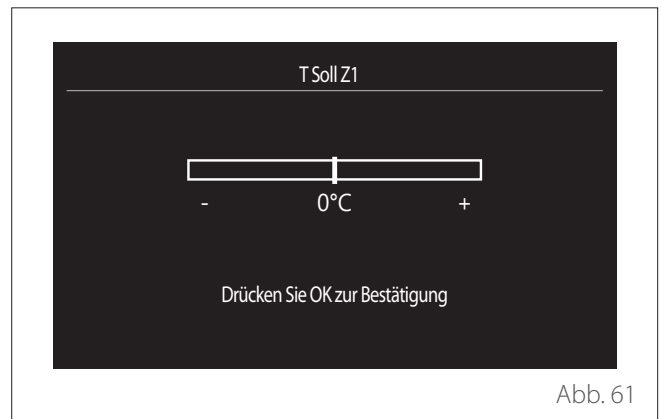 T Soll Z1
- 0°C +
Drücken Sie OK zur Bestätigung
Abb. 61